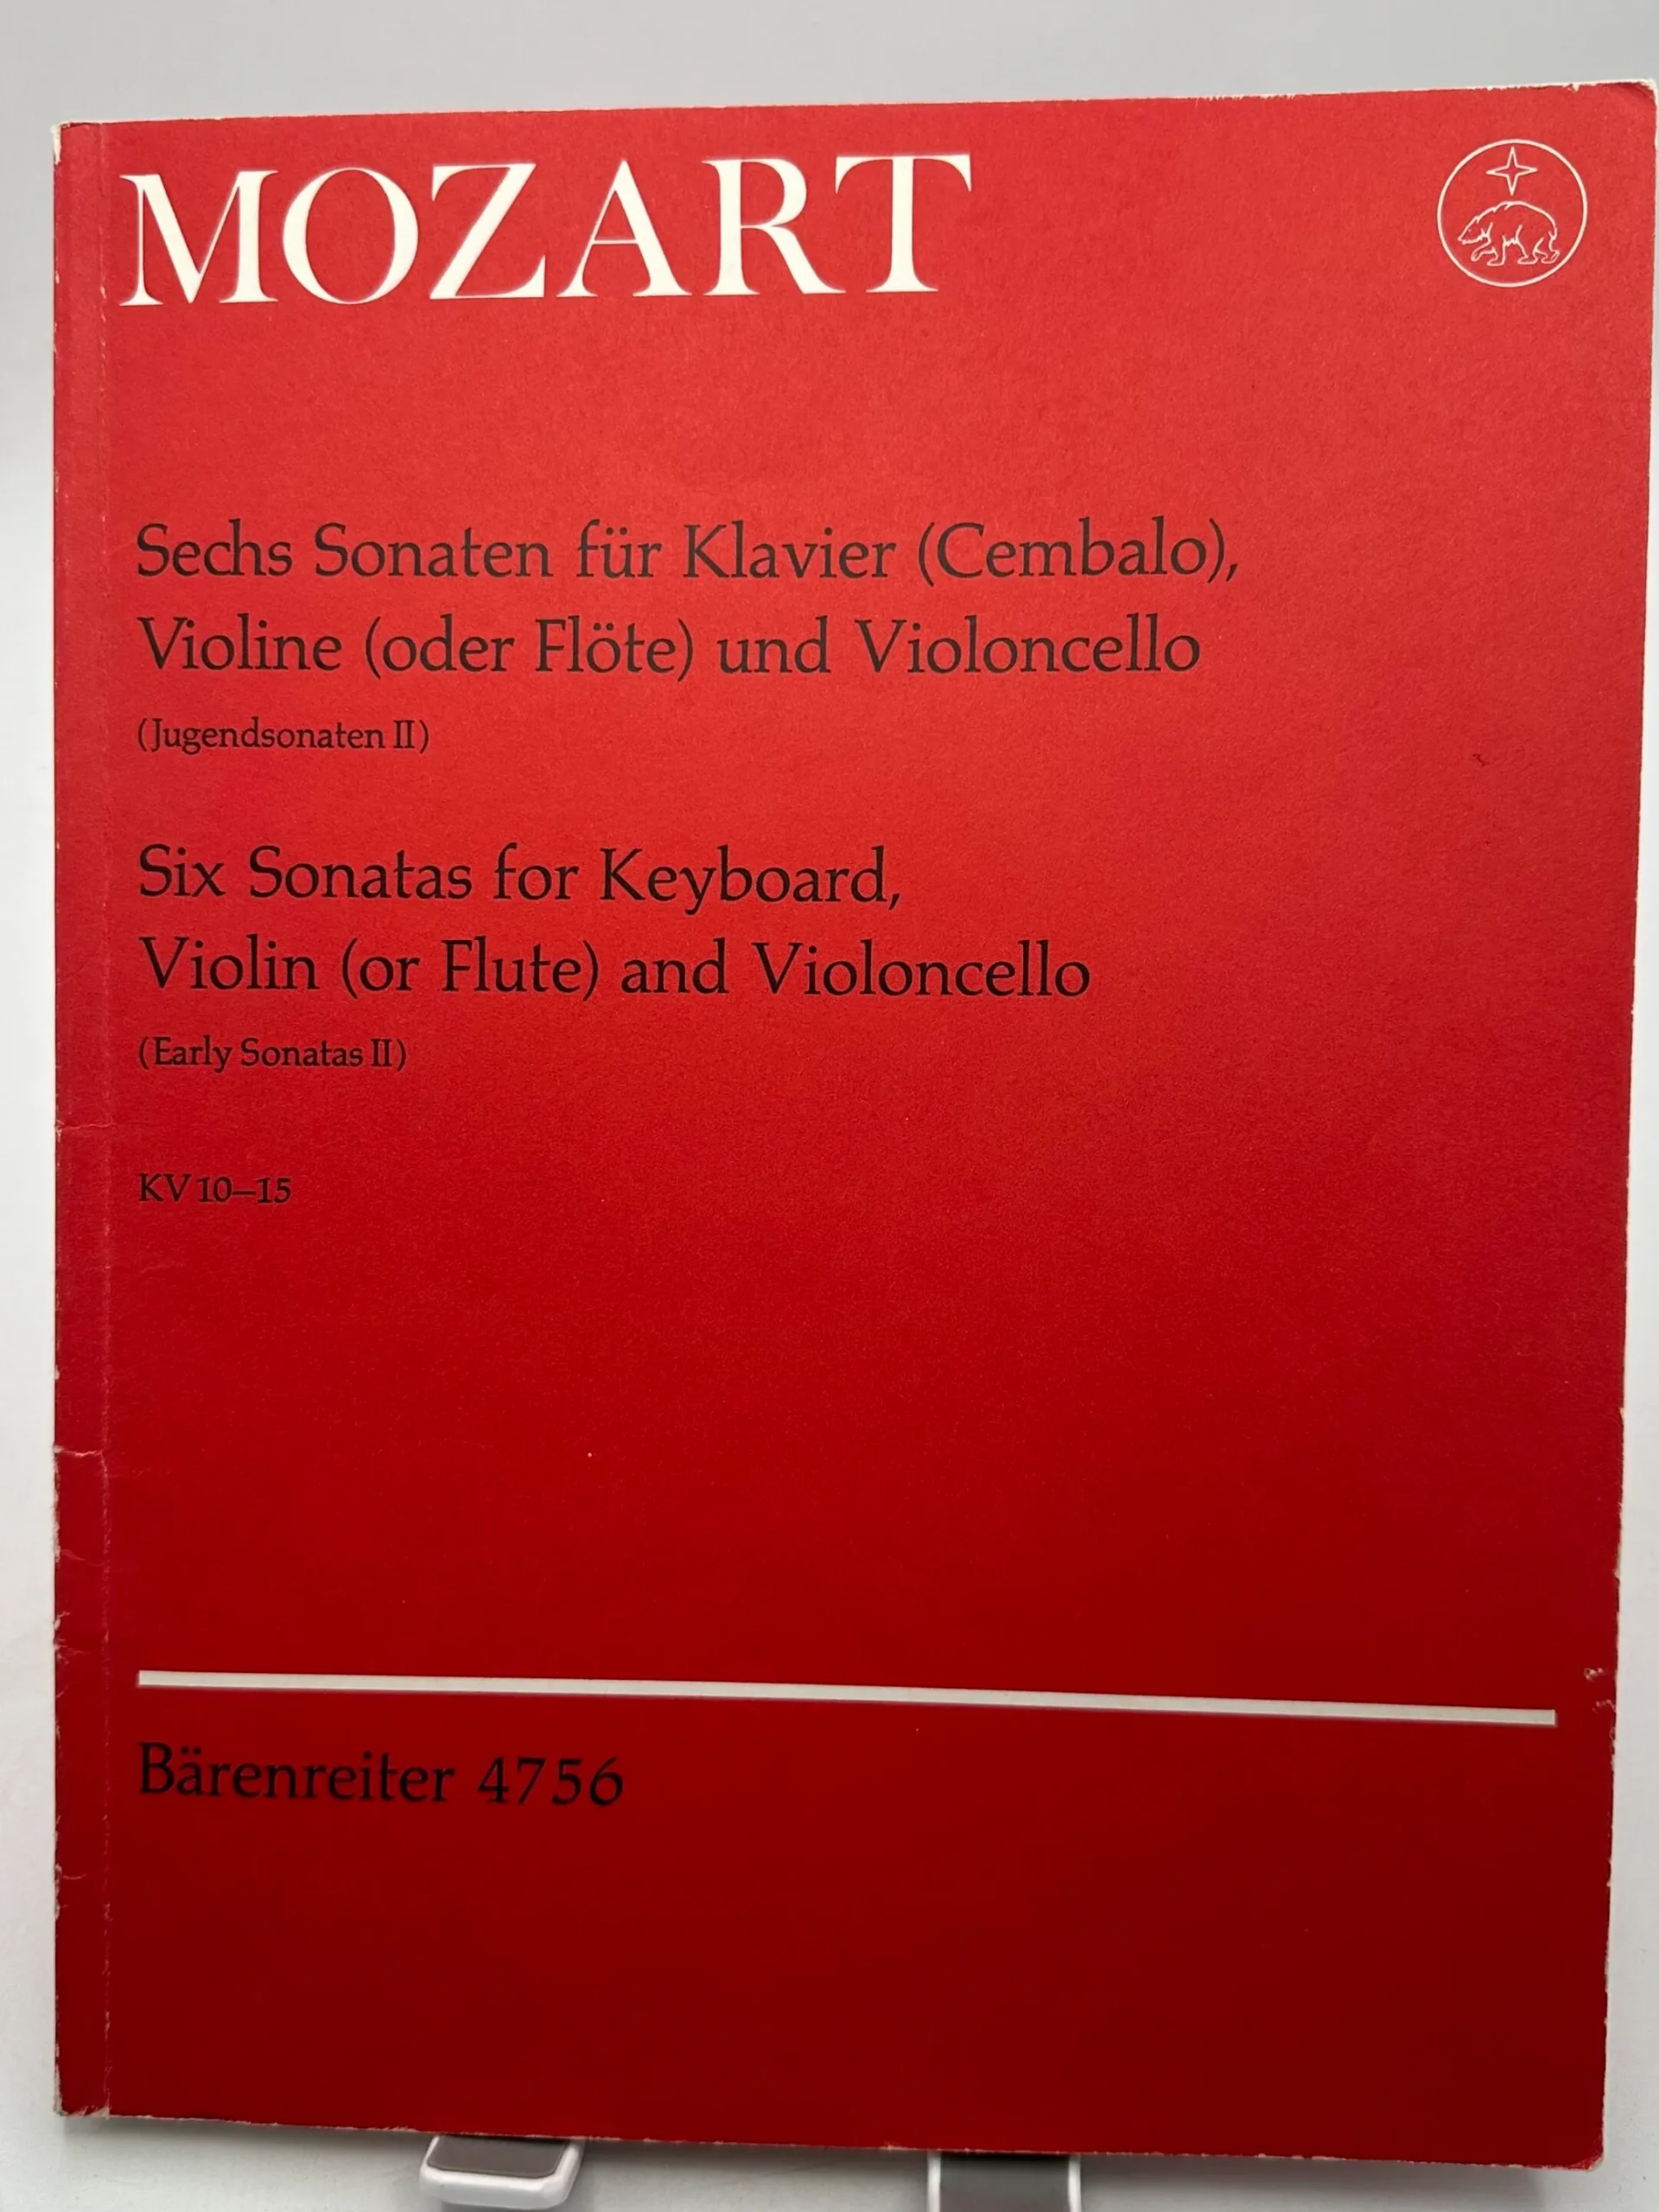 MOZART
Sechs Sonaten für Klavier (Cembalo),
Violine (oder Flöte) und Violoncello
(Jugendsonaten II)
Six Sonatas for Keyboard,
Violin (or Flute) and Violoncello
(Early Sonatas II)
KV 10–15
Bärenreiter 4756